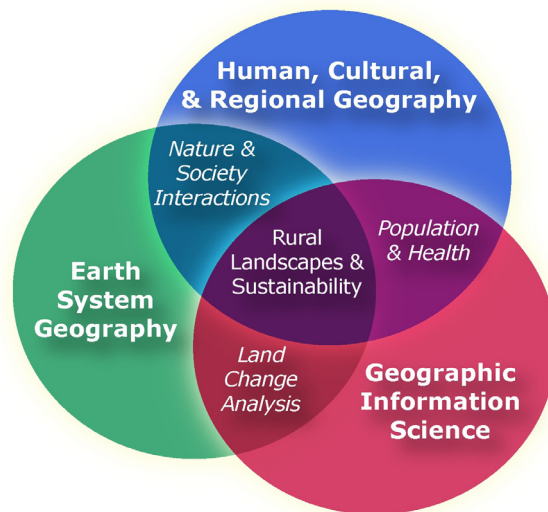 Human, Cultural,
& Regional Geography
Nature &
Society
Interactions
Population
& Health
Rural
Landscapes &
Sustainability
Earth
System
Geography
Land
Change
Analysis
Geographic
Information
Science